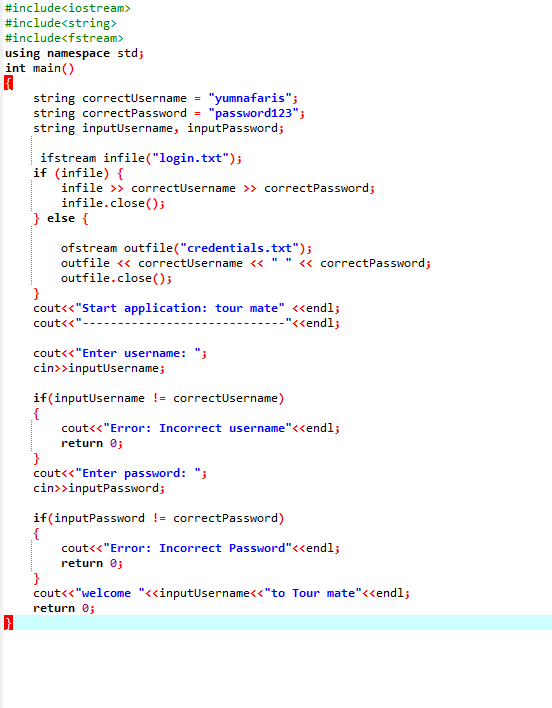 #include<iostream>
#include<string>
#include<fstream>
using namespace std;
int main()
{
    string correctUsername = "yumnafaris";
    string correctPassword = "password123";
    string inputUsername, inputPassword;

     ifstream infile("login.txt");
    if (infile) {
        infile >> correctUsername >> correctPassword;
        infile.close();
    } else {

        ofstream outfile("credentials.txt");
        outfile << correctUsername << " " << correctPassword;
        outfile.close();
    }
    cout<<"Start application: tour mate" <<endl;
    cout<<"-----------------------------"<<endl;

    cout<<"Enter username: ";
    cin>>inputUsername;

    if(inputUsername != correctUsername)
    {
        cout<<"Error: Incorrect username"<<endl;
        return 0;
    }
    cout<<"Enter password: ";
    cin>>inputPassword;

    if(inputPassword != correctPassword)
    {
        cout<<"Error: Incorrect Password"<<endl;
        return 0;
    }
    cout<<"welcome "<<inputUsername<<"to Tour mate"<<endl;
    return 0;
}